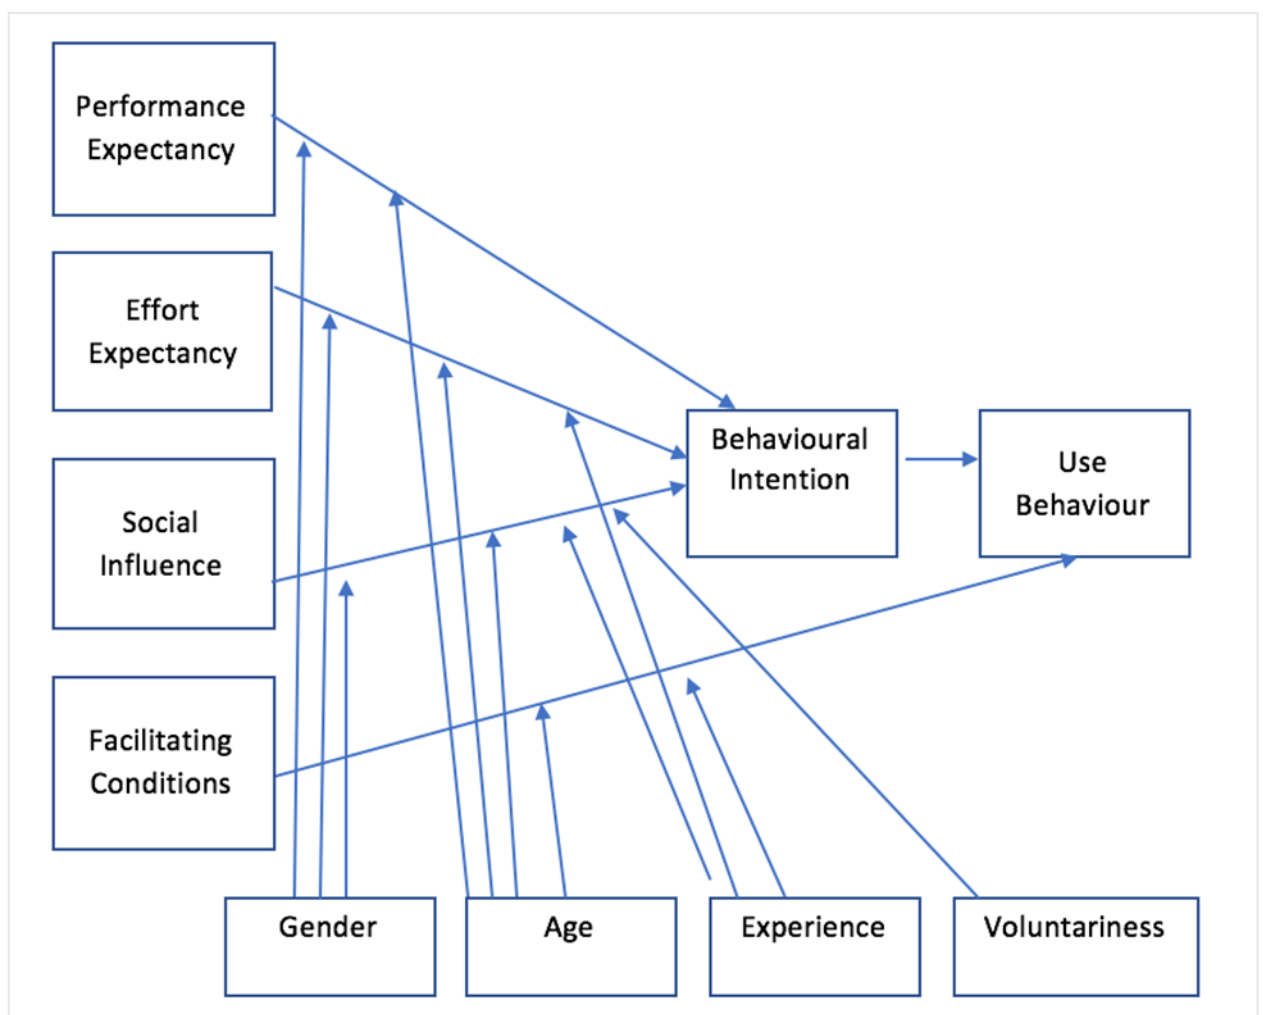 Performance
Expectancy
Effort
Expectancy
Social
Influence
Facilitating
Conditions
Behavioural
Intention
Use
Behaviour
Gender
Age
Experience
Voluntariness